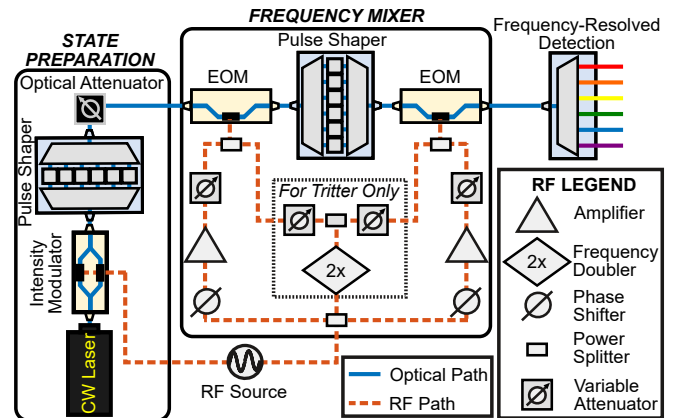 FREQUENCY MIXER
STATE
PREPARATION
Optical Attenuator
Pulse Shaper
Intensity
Modulator
CW Laser
EOM
Pulse Shaper
EOM
For Tritter Only
2x
RF Source
Frequency-Resolved
Detection
RF LEGEND
Amplifier
2x
Frequency
Doubler
Phase
Shifter
Power
Splitter
Variable
Attenuator
Optical Path
RF Path